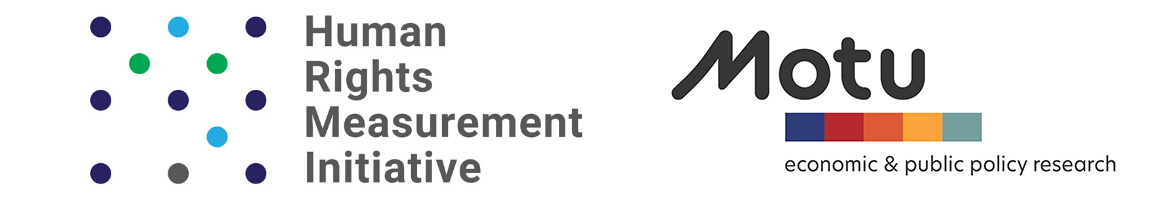 Human
Rights
Measurement
Initiative
Motu
economic & public policy research